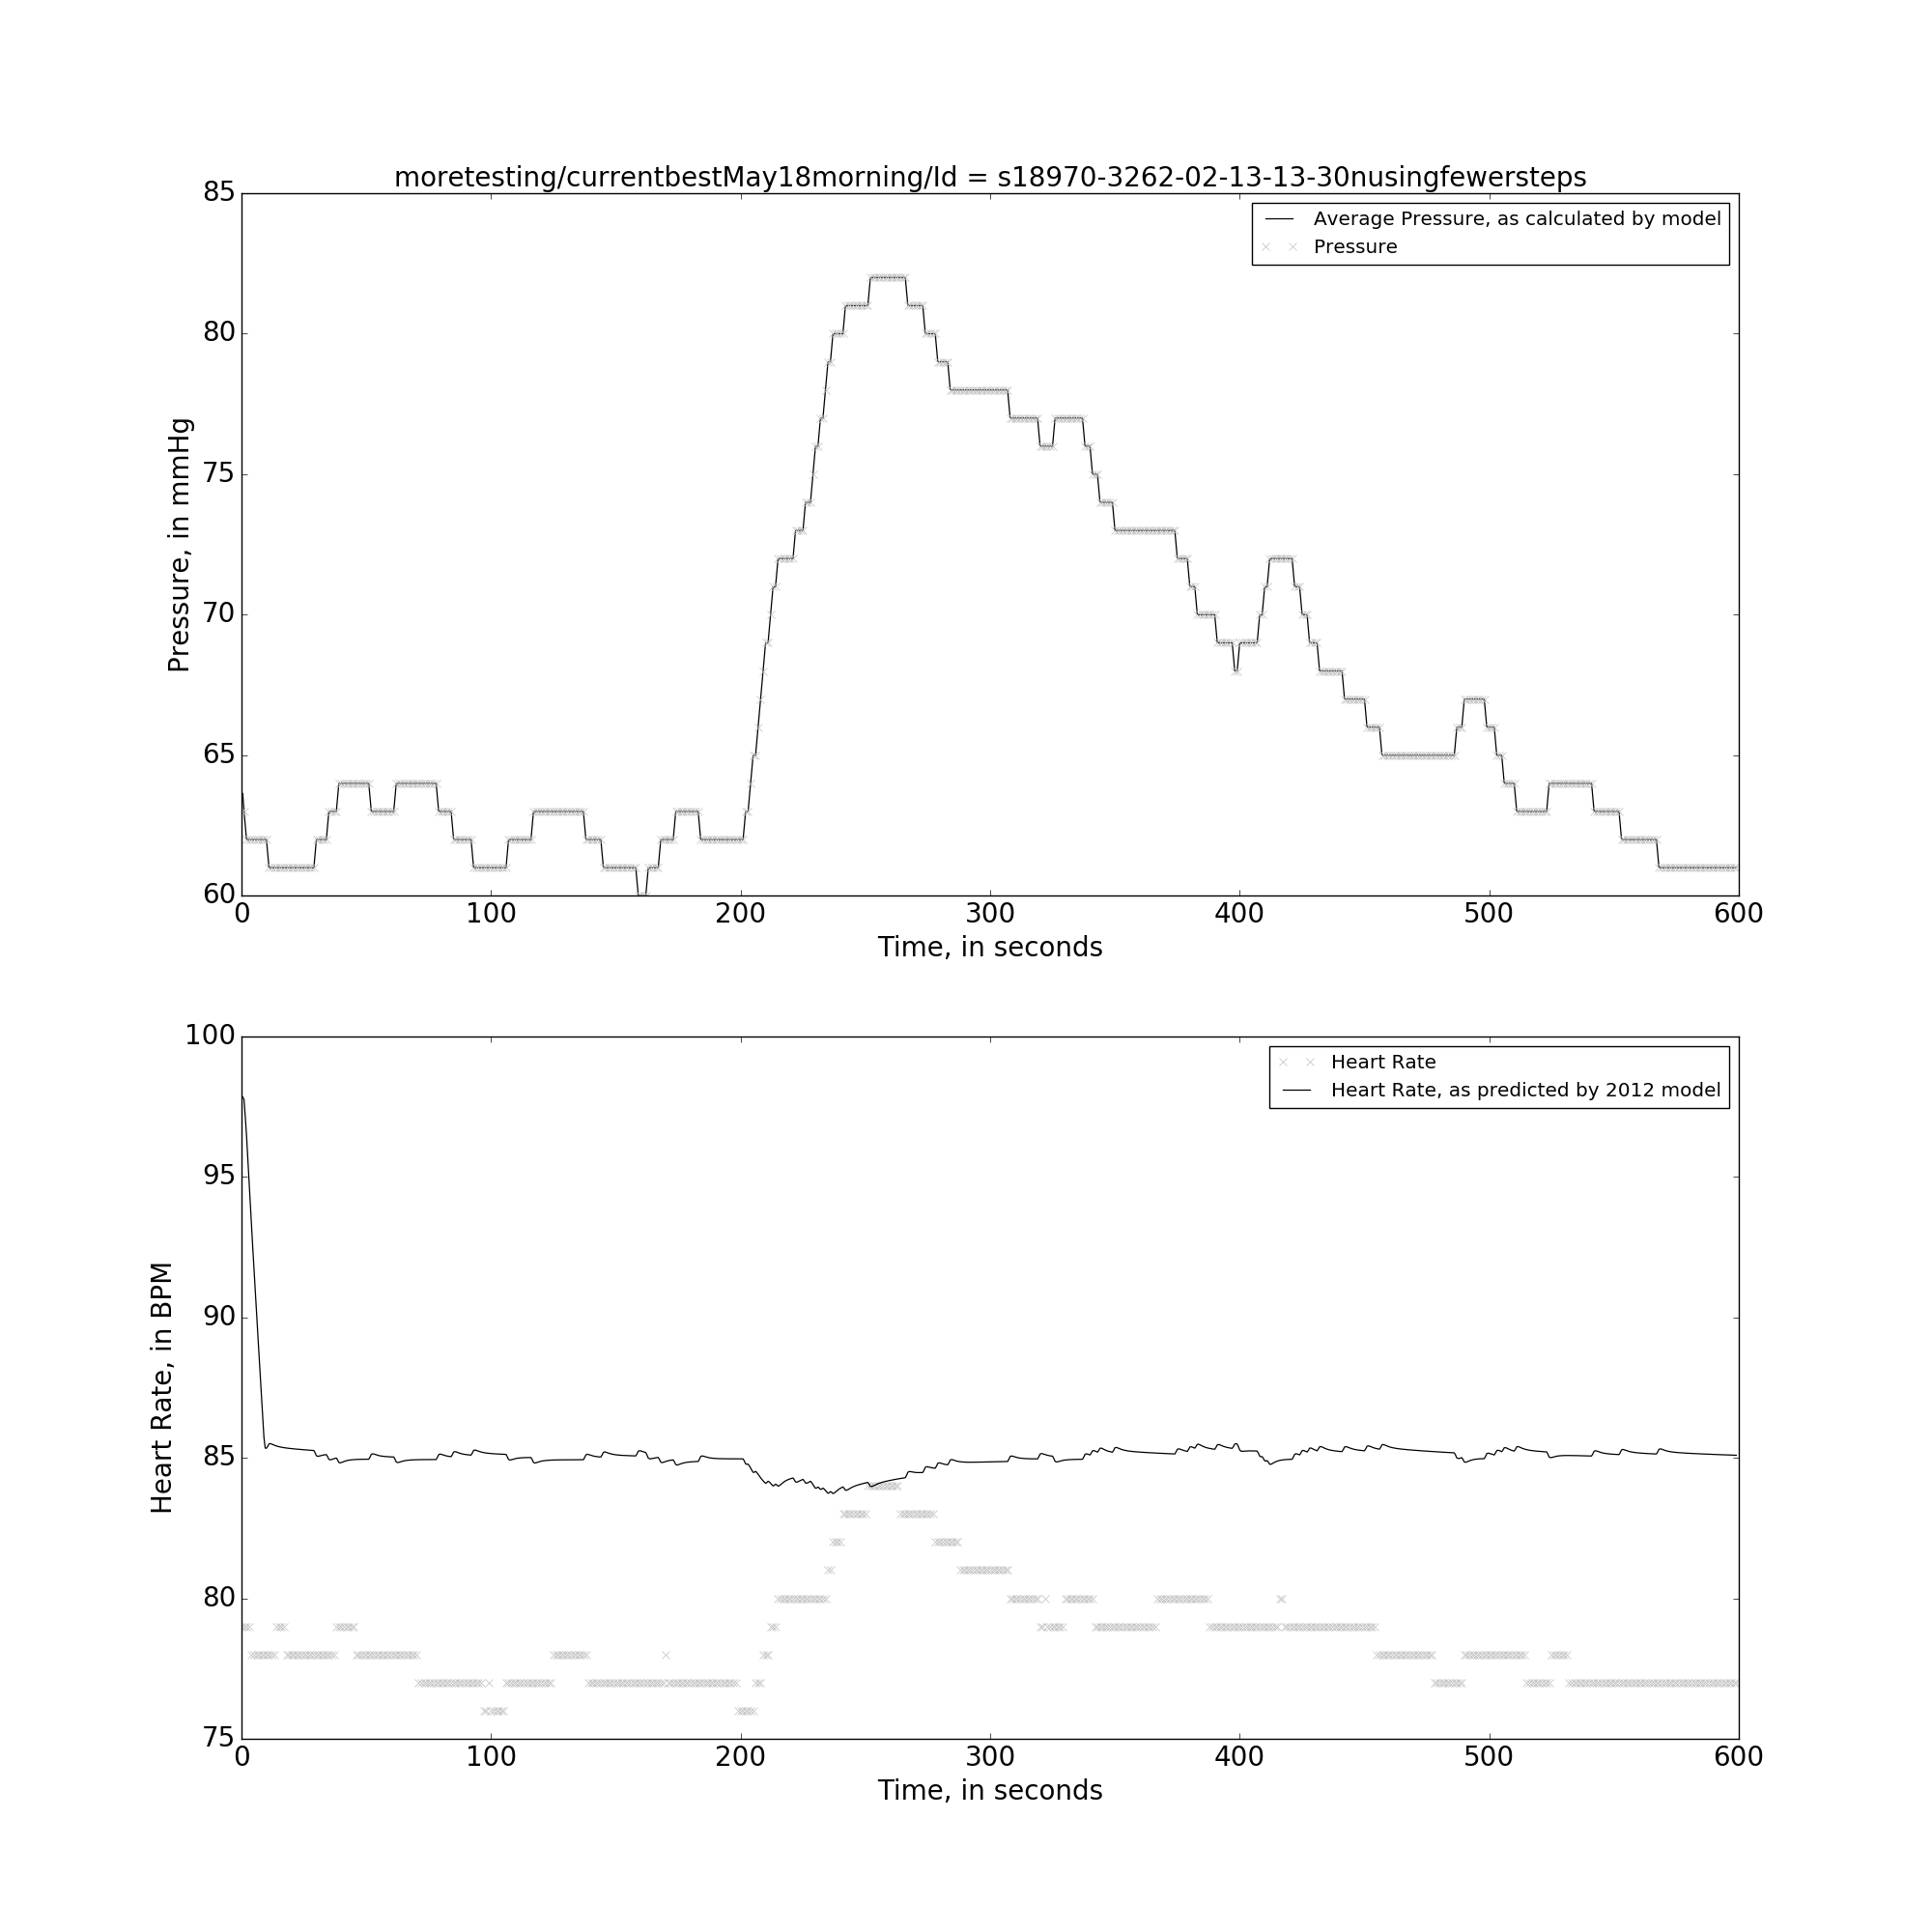 moretesting/currentbestMay18morning/Id = s18970-3262-02-13-13-30nusingfewersteps
85
80
75
70
65
60
Pressure, in mmHg
Average Pressure, as calculated by model
Pressure
0 100 200 300 400 500 600
Time, in seconds
100
95
90
85
80
75
Heart Rate, in BPM
Heart Rate
Heart Rate, as predicted by 2012 model
0 100 200 300 400 500 600
Time, in seconds